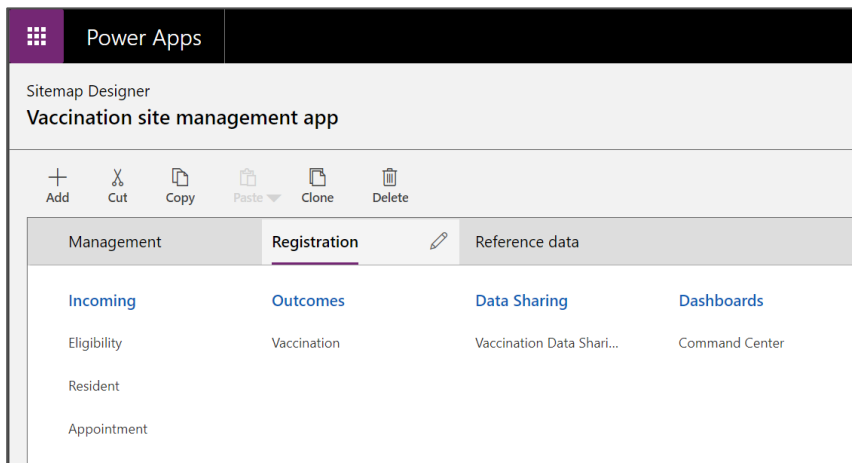 Power Apps
Sitemap Designer
Vaccination site management app
Add Cut Copy Paste Clone Delete
Management Registration Reference data
Incoming Outcomes Data Sharing Dashboards
Eligibility Vaccination Vaccination Data Shari... Command Center
Resident
Appointment